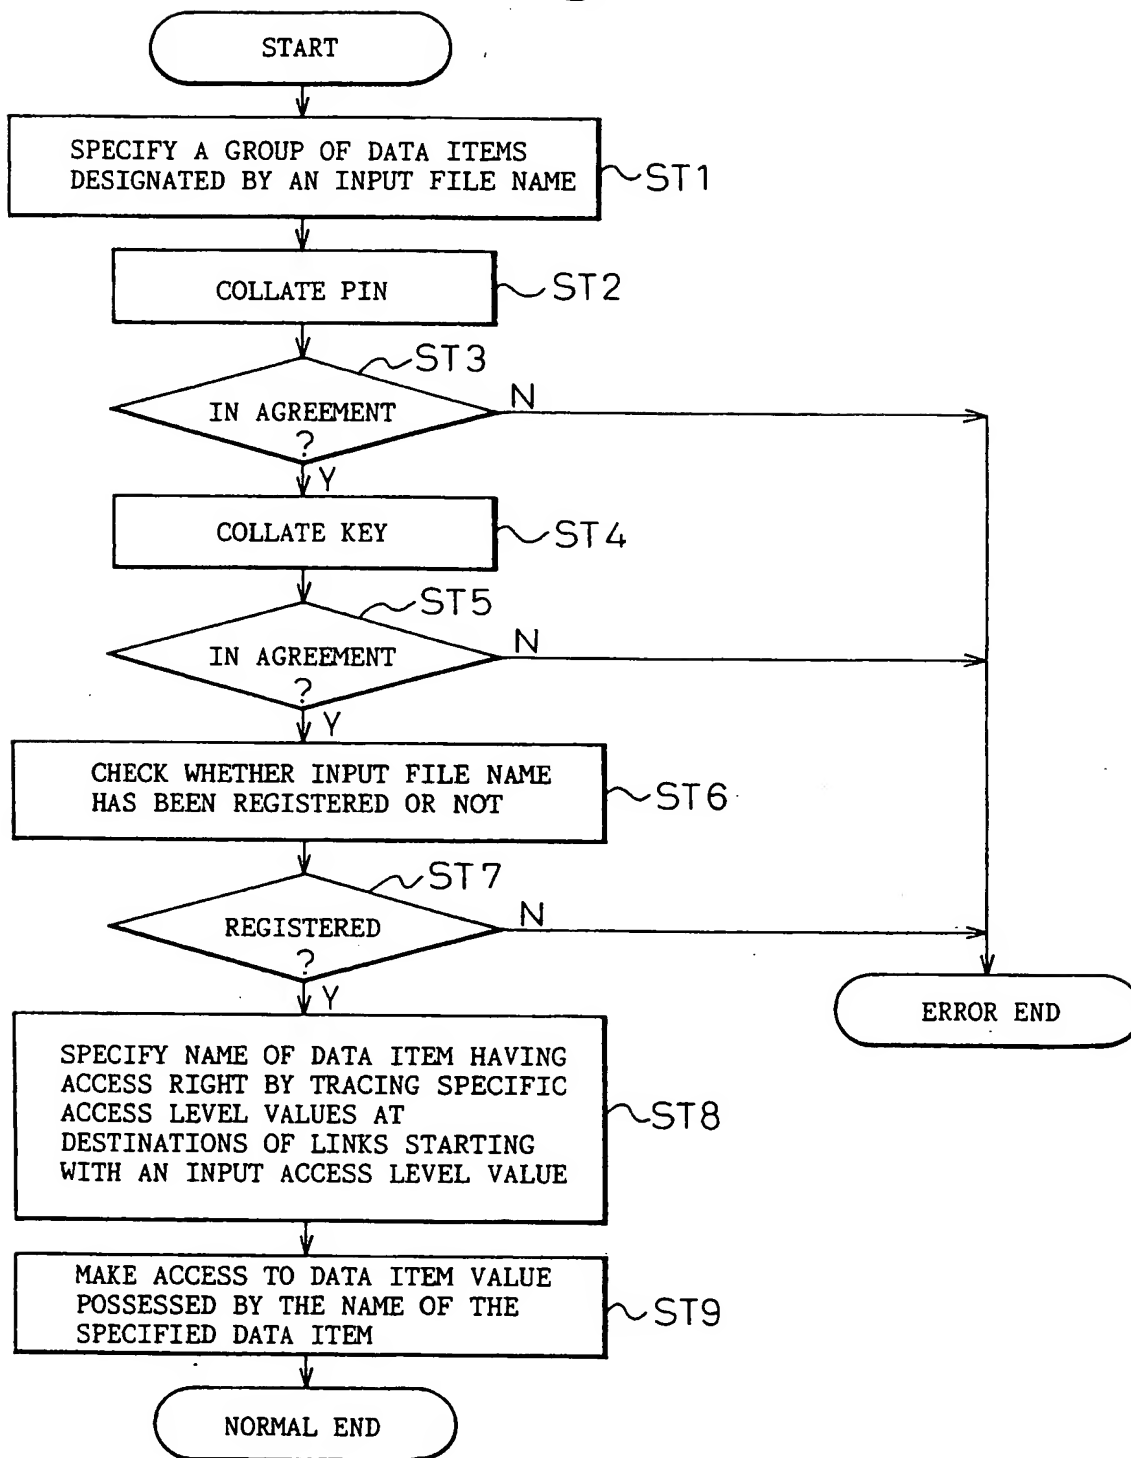 START
SPECIFY A GROUP OF DATA ITEMS
DESIGNATED BY AN INPUT FILE NAME
ST1
COLLATE PIN
ST2
ST3
IN AGREEMENT
?
N
Y
COLLATE KEY
ST4
ST5
IN AGREEMENT
?
N
Y
CHECK WHETHER INPUT FILE NAME
HAS BEEN REGISTERED OR NOT
ST6
ST7
REGISTERED
?
N
Y
ERROR END
SPECIFY NAME OF DATA ITEM HAVING
ACCESS RIGHT BY TRACING SPECIFIC
ACCESS LEVEL VALUES AT
DESTINATIONS OF LINKS STARTING
WITH AN INPUT ACCESS LEVEL VALUE
ST8
MAKE ACCESS TO DATA ITEM VALUE
POSSESSED BY THE NAME OF THE
SPECIFIED DATA ITEM
ST9
NORMAL END